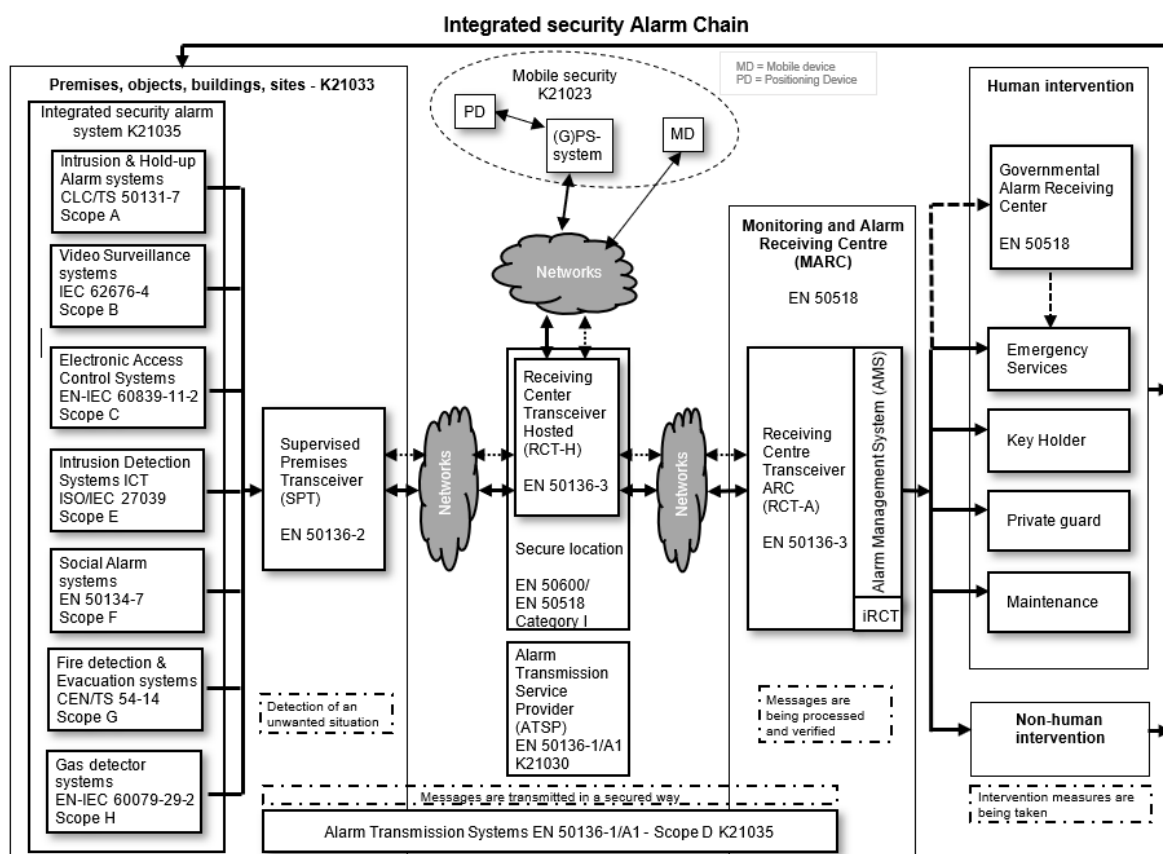 Integrated security Alarm Chain
Premises, objects, buildings, sites - K21033
Integrated security alarm
system K21035
Intrusion & Hold-up
Alarm systems
CLC/TS 50131-7
Scope A
Video Surveillance
systems
IEC 62676-4
Scope B
Electronic Access
Control Systems
EN-IEC 60839-11-2
Scope C
Intrusion Detection
Systems ICT
ISO/IEC 27039
Scope E
Social Alarm
systems
EN 50134-7
Scope F
Fire detection &
Evacuation systems
CEN/TS 54-14
Scope G
Gas detector
systems
EN-IEC 60079-29-2
Scope H
Supervised
Premises
Transceiver
(SPT)
EN 50136-2
Detection of an
unwanted situation
Mobile security
K21023
PD
(G)PS-
system
MD
MD = Mobile device
PD = Positioning Device
Networks
Networks
Receiving
Center
Transceiver
Hosted
(RCT-H)
EN 50136-3
Secure location
EN 50600/
EN 50518
Category I
Alarm
Transmission
Service
Provider
(ATSP)
EN 50136-1/A1
K21030
Networks
Monitoring and Alarm
Receiving Centre
(MARC)
EN 50518
Receiving
Centre
Transceiver
ARC
(RCT-A)
EN 50136-3
Alarm Management System (AMS)
iRCT
Messages are
being processed
and verified
Messages are transmitted in a secured way
Alarm Transmission Systems EN 50136-1/A1 - Scope D K21035
Human intervention
Governmental
Alarm Receiving
Center
EN 50518
Emergency
Services
Key Holder
Private guard
Maintenance
Non-human
intervention
Intervention measures are
being taken